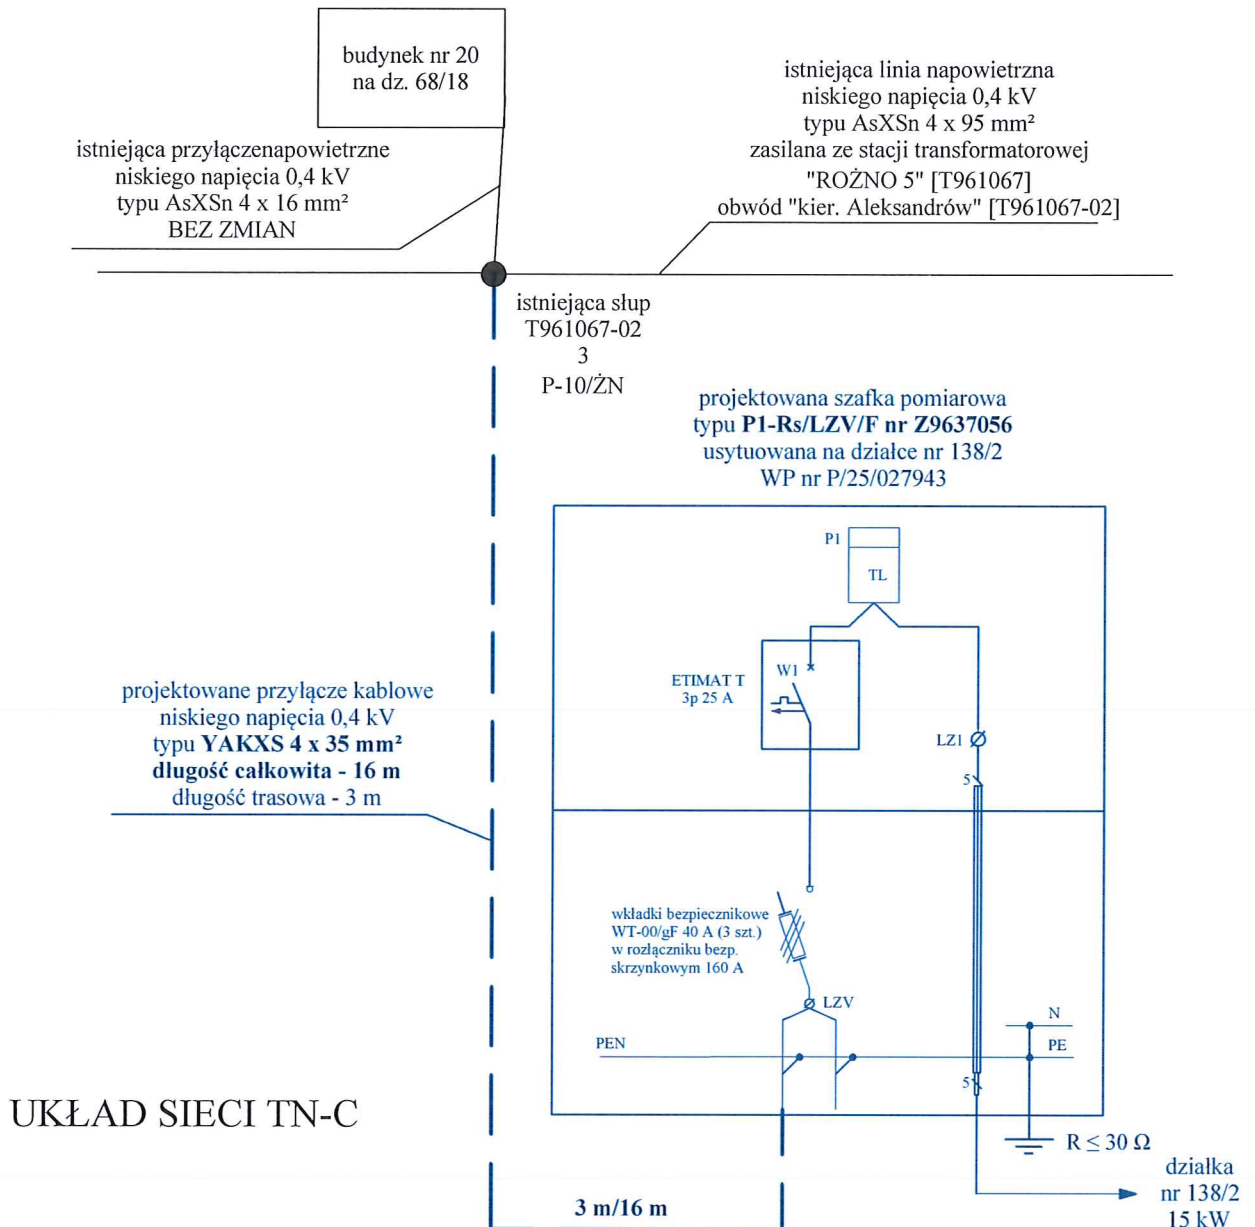 budynek nr 20
na dz. 68/18
istniejąca przyłączenapowietrzne
niskiego napięcia 0,4 kV
typu AsXSn 4 x 16 mm²
BEZ ZMIAN
istniejąca linia napowietrzna
niskiego napięcia 0,4 kV
typu AsXSn 4 x 95 mm²
zasilana ze stacji transformatorowej
"ROŻNO 5" [T961067]
obwód "kier. Aleksandrów" [T961067-02]
istniejąca słup
T961067-02
3
P-10/ŻN
projektowana szafka pomiarowa
typu P1-Rs/LZV/F nr Z9637056
usytuowana na działce nr 138/2
WP nr P/25/027943
P1
TL
W1
ETIMAT T
3p 25 A
LZ1
5
projektowane przyłącze kablowe
niskiego napięcia 0,4 kV
typu YAKXS 4 x 35 mm²
długość całkowita - 16 m
długość trasowa - 3 m
wkładki bezpiecznikowe
WT-00/gF 40 A (3 szt.)
w rozłączniku bezp.
skrzynkowym 160 A
LZV
N
PEN
PE
5
UKŁAD SIECI TN-C
R ≤ 30 Ω
działka
nr 138/2
15 kW
3 m/16 m